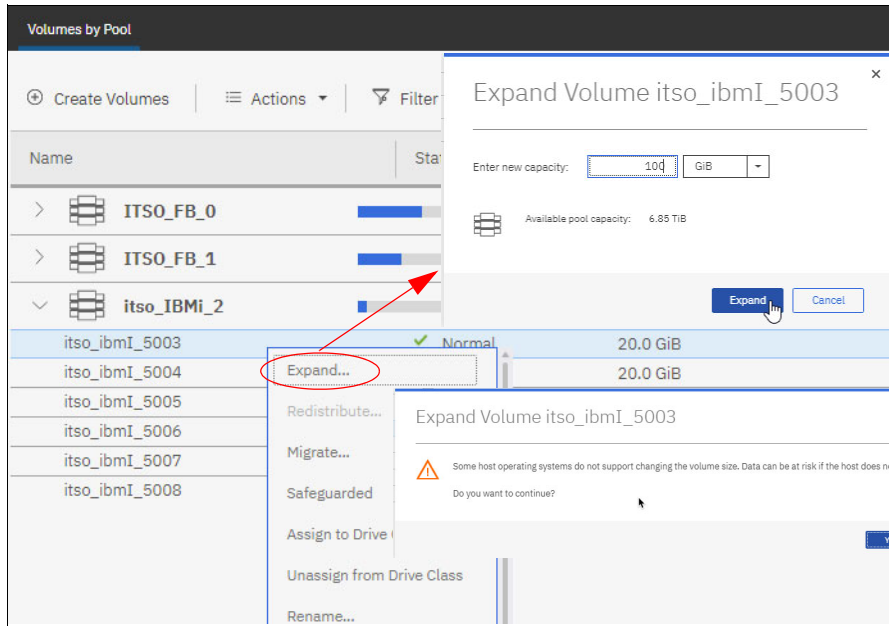 Volumes by Pool
Create Volumes
Actions
Filter
Name
ITSO_FB_0
ITSO_FB_1
itso_IBMi_2
itso_ibmI_5003 Normal 20.0 GiB
itso_ibmI_5004 20.0 GiB
itso_ibmI_5005
itso_ibmI_5006
itso_ibmI_5007
itso_ibmI_5008
Expand...
Redistribute...
Migrate...
Safeguarded
Assign to Drive
Unassign from Drive Class
Rename...
Expand Volume itso_ibmI_5003
Enter new capacity: 100 GiB
Available pool capacity: 6.85 TiB
Expand Cancel
Expand Volume itso_ibmI_5003
Some host operating systems do not support changing the volume size. Data can be at risk if the host does
Do you want to continue?